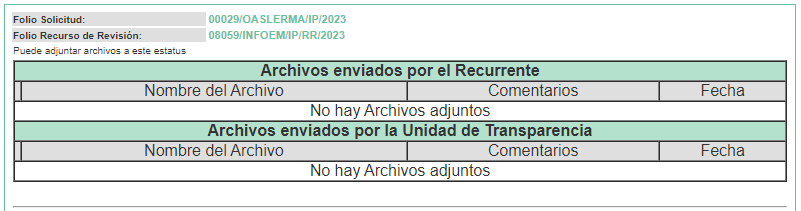 Folio Solicitud: 00029/OASLERMA/IP/2023
Folio Recurso de Revisión: 08059/INFOEM/IP/RR/2023
Puede adjuntar archivos a este estatus
Archivos enviados por el Recurrente
Nombre del Archivo Comentarios Fecha
No hay Archivos adjuntos
Archivos enviados por la Unidad de Transparencia
Nombre del Archivo Comentarios Fecha
No hay Archivos adjuntos